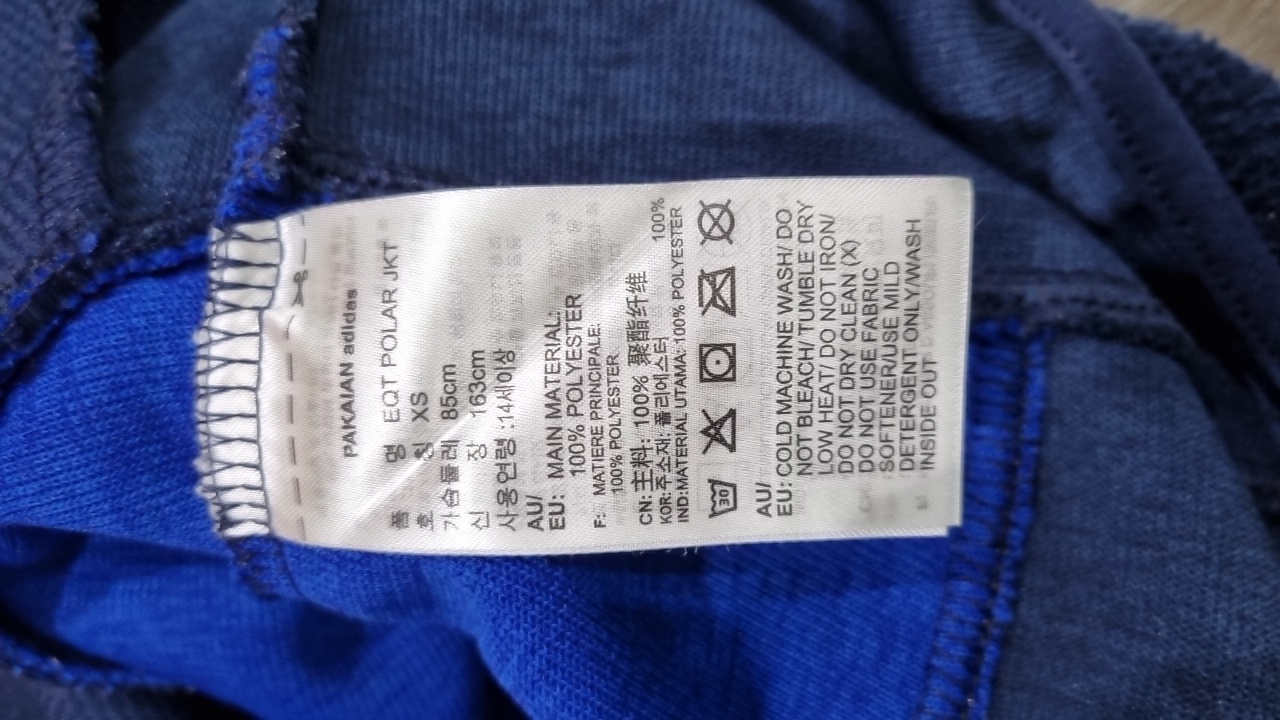 PAKAIAN adidas
품 명 EQT POLAR JKT
호 칭 XS
가슴둘레 85cm
신 장 163cm
사용연령 :14세이상
AU/
EU: MAIN MATERIAL:
100% POLYESTER
F: MATIERE PRINCIPALE:
100% POLYESTER
CN: 主料: 100% 聚酯纤维
KOR: 주소재: 폴리에스터 100%
IND:MATERIAL UTAMA:100% POLYESTER
30
AU/
EU: COLD MACHINE WASH/ DO
NOT BLEACH/ TUMBLE DRY
LOW HEAT/ DO NOT IRON/
DO NOT DRY CLEAN (X)
DO NOT USE FABRIC
SOFTENER/USE MILD
DETERGENT ONLY/WASH
INSIDE OUT